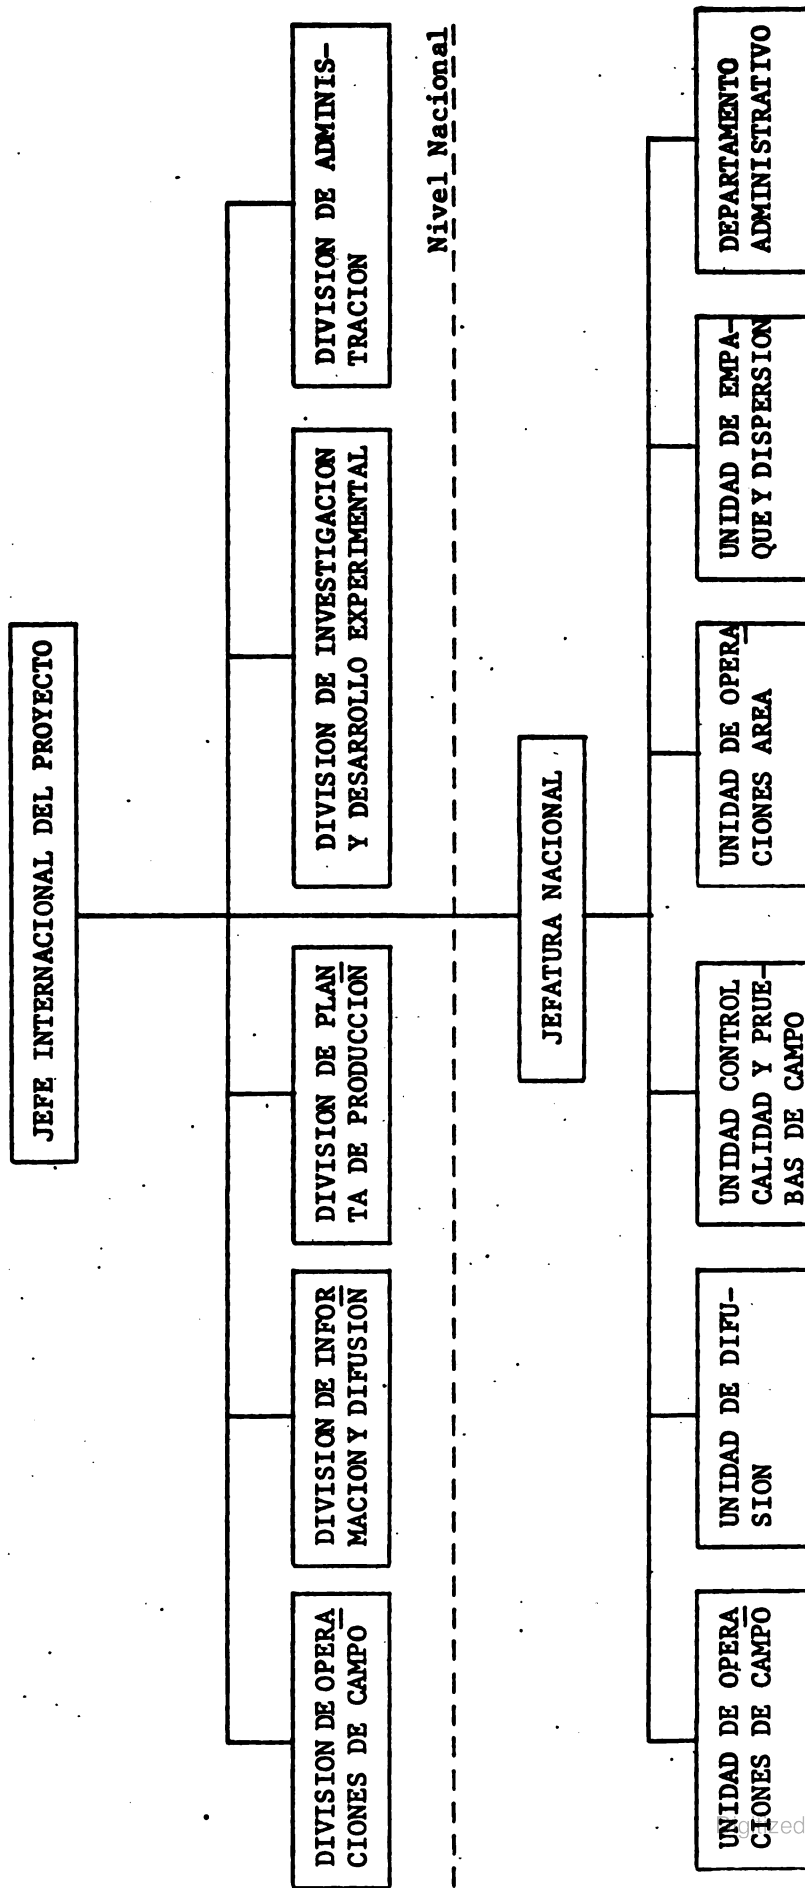 JEFE INTERNACIONAL DEL PROYECTO
DIVISION DE OPERA
CIONES DE CAMPO
DIVISION DE INFOR
MACION Y DIFUSION
DIVISION DE PLAN
TA DE PRODUCCION
DIVISION DE INVESTIGACION
Y DESARROLLO EXPERIMENTAL
DIVISION DE ADMINIS-
TRACION
Nivel Nacional
JEFATURA NACIONAL
UNIDAD DE OPERA
CIONES DE CAMPO
UNIDAD DE DIFU-
SION
UNIDAD CONTROL
CALIDAD Y PRUE-
BAS DE CAMPO
UNIDAD DE OPERA
CIONES AREA
UNIDAD DE EMPA-
QUE Y DISPERSION
DEPARTAMENTO
ADMINISTRATIVO
Digitized